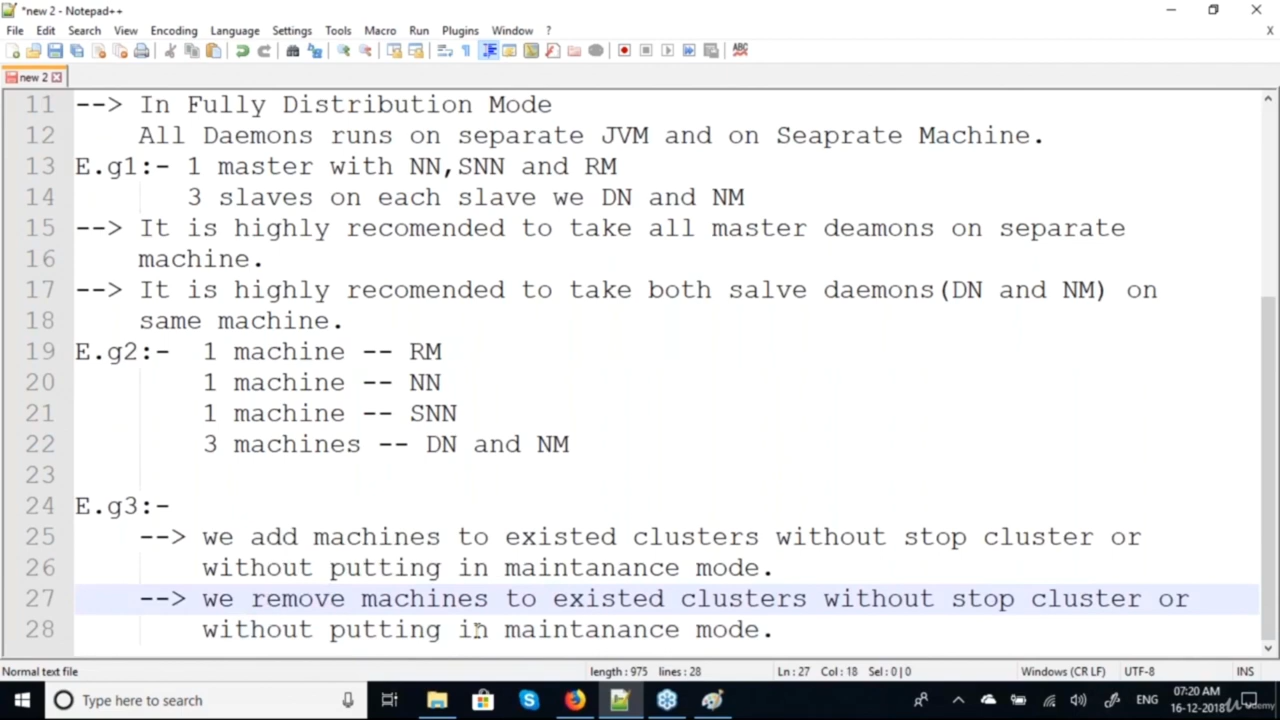 *new 2 - Notepad++
File Edit Search View Encoding Language Settings Tools Macro Run Plugins Window ? X
new 2
11 --> In Fully Distribution Mode
12 All Daemons runs on separate JVM and on Seaprate Machine.
13 E.g1:- 1 master with NN,SNN and RM
14 3 slaves on each slave we DN and NM
15 --> It is highly recomended to take all master deamons on separate
16 machine.
17 --> It is highly recomended to take both salve daemons(DN and NM) on
18 same machine.
19 E.g2:- 1 machine -- RM
20 1 machine -- NN
21 1 machine -- SNN
22 3 machines -- DN and NM
23
24 E.g3:-
25 --> we add machines to existed clusters without stop cluster or
26 without putting in maintanance mode.
27 --> we remove machines to existed clusters without stop cluster or
28 without putting in maintanance mode.
Normal text file length : 975 lines : 28 Ln : 27 Col : 18 Sel : 0 | 0 Windows (CR LF) UTF-8 INS
Type here to search ENG 07:20 AM
16-12-2018
Udemy